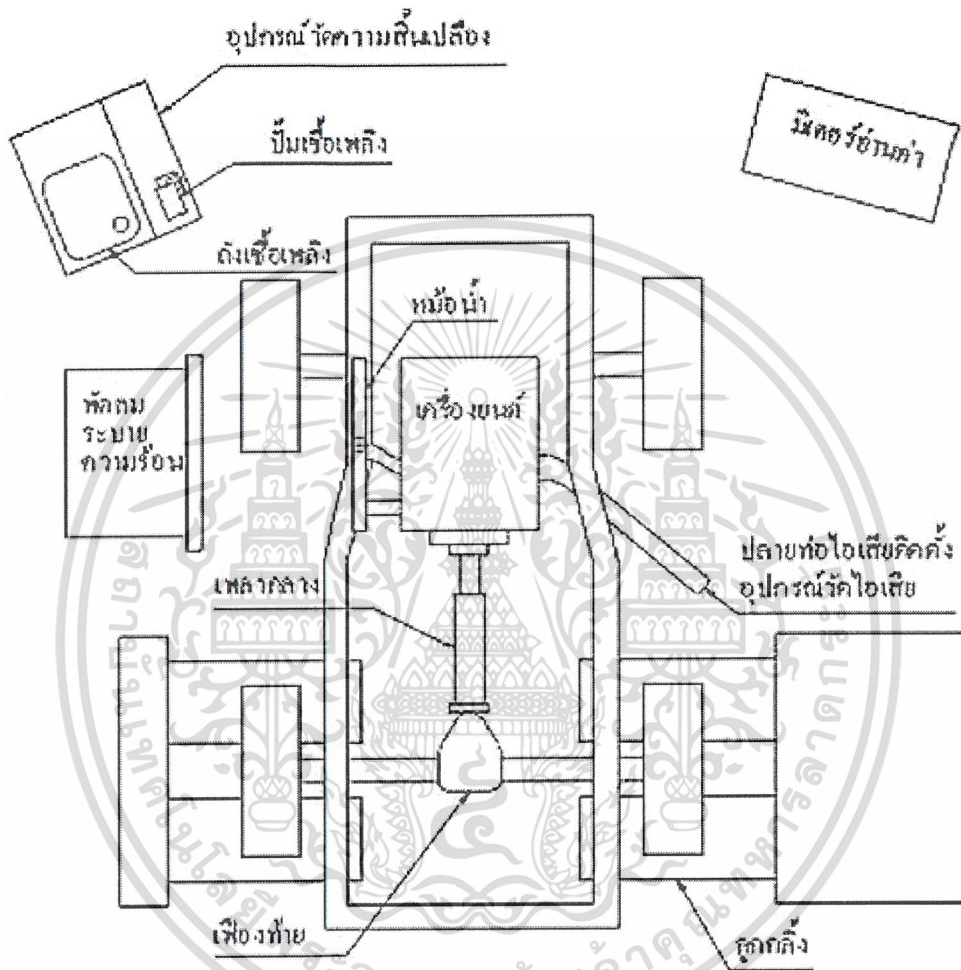 อุปกรณ์วัดความสิ้นเปลือง
ปั๊มเชื้อเพลิง
มิเตอร์อ่านค่า
ถังเชื้อเพลิง
หม้อน้ำ
พัดลม
ระบาย
ความร้อน
เครื่องยนต์
ปลายท่อไอเสียติดตั้ง
อุปกรณ์วัดไอเสีย
เพลากลาง
เฟืองท้าย
ลูกกลิ้ง